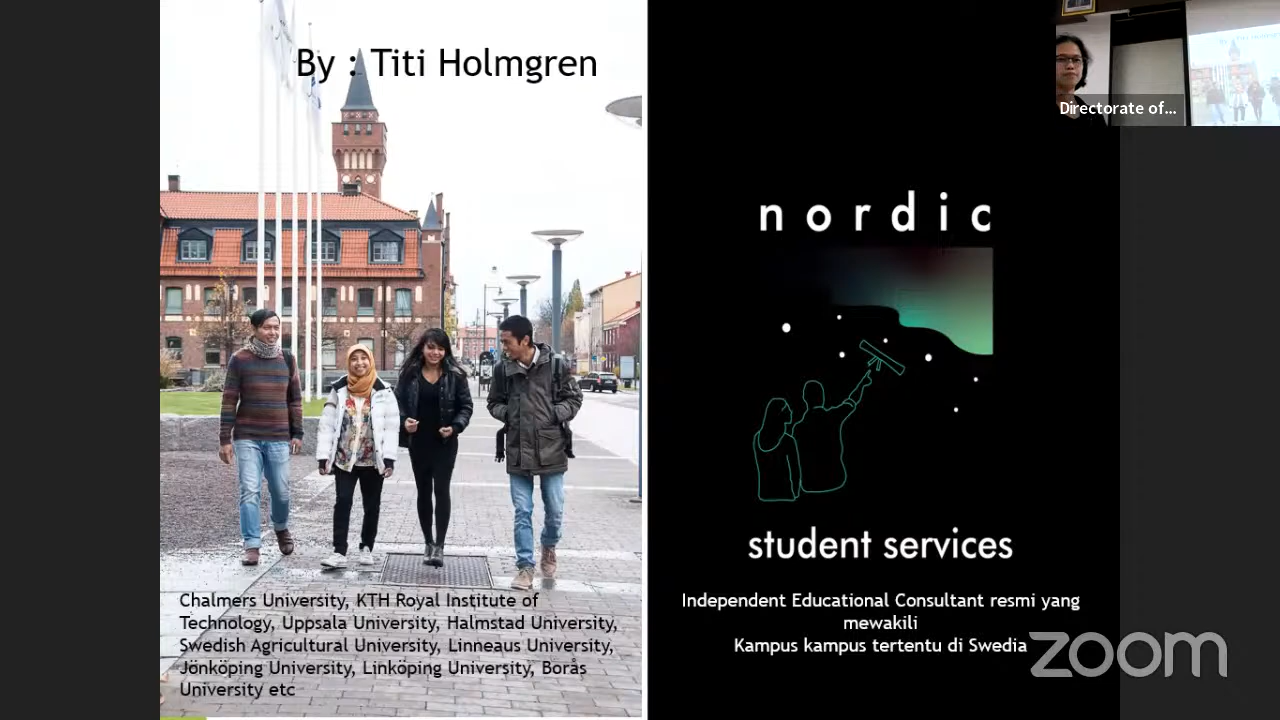 By : Titi Holmgren
Directorate of...
nordic
student services
Chalmers University, KTH Royal Institute of
Technology, Uppsala University, Halmstad University,
Swedish Agricultural University, Linneaus University,
Jönköping University, Linköping University, Borås
University etc
Independent Educational Consultant resmi yang
mewakili
Kampus kampus tertentu di Swedia
zoom